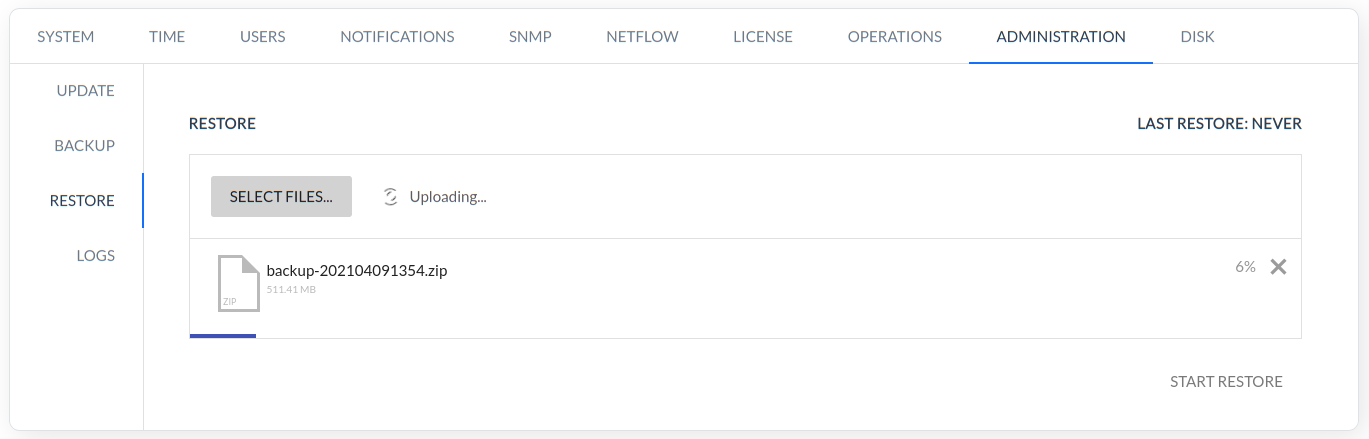 SYSTEM TIME USERS NOTIFICATIONS SNMP NETFLOW LICENSE OPERATIONS ADMINISTRATION DISK
UPDATE
BACKUP
RESTORE
LOGS
RESTORE LAST RESTORE: NEVER
SELECT FILES... Uploading...
backup-202104091354.zip 6%
511.41 MB
ZIP
START RESTORE